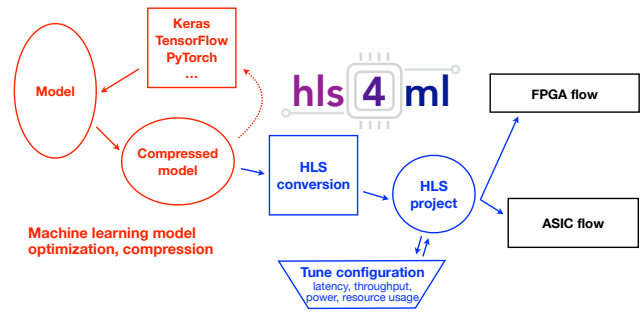 Keras
TensorFlow
PyTorch
...
Model
hls 4 ml
FPGA flow
Compressed
model
HLS
conversion
HLS
project
ASIC flow
Machine learning model
optimization, compression
Tune configuration
latency, throughput,
power, resource usage